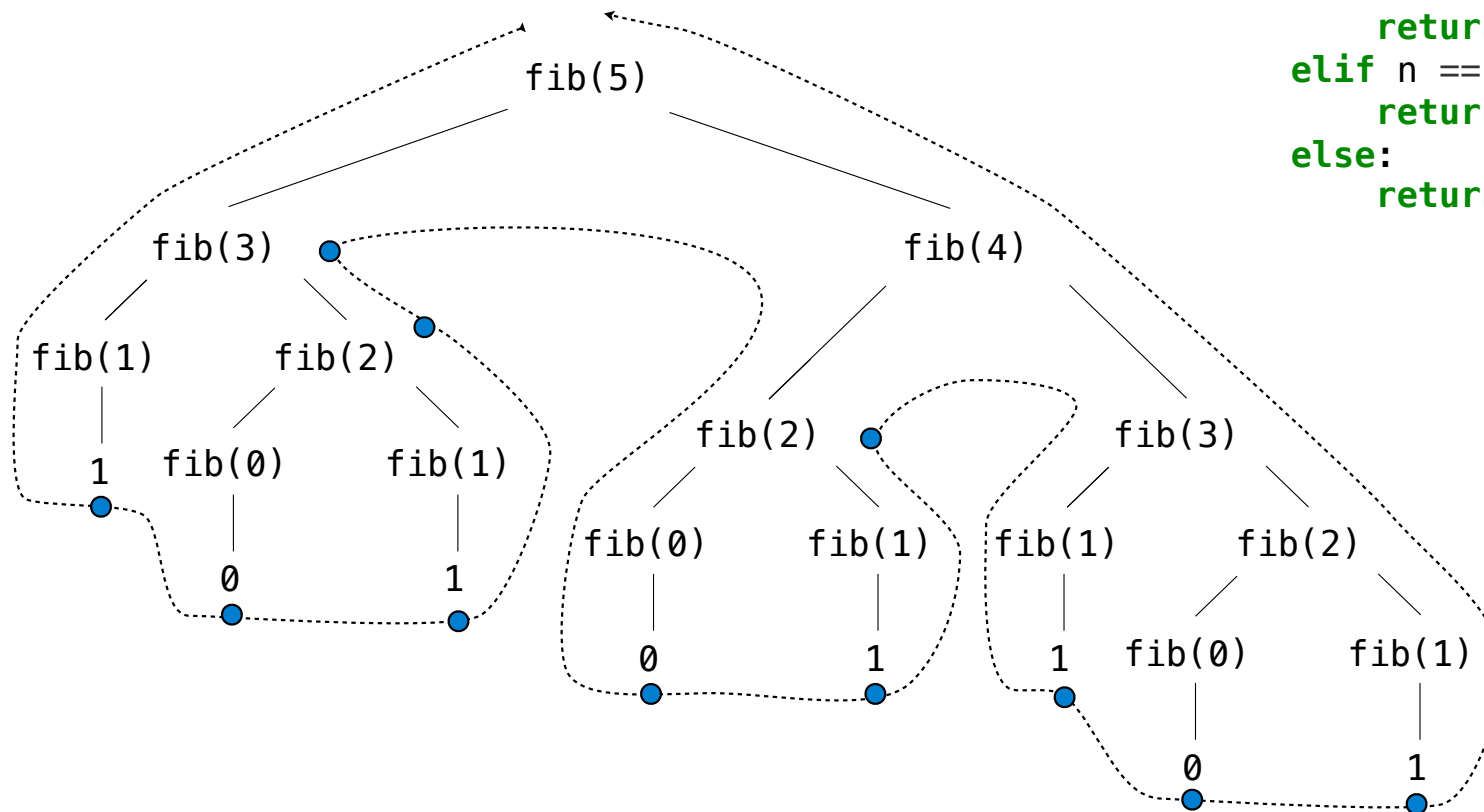 retur
elif n ==
retur
else:
retur
fib(5)
fib(3) fib(4)
fib(1) fib(2)
fib(2) fib(3)
1 fib(0) fib(1)
fib(0) fib(1) fib(1) fib(2)
0 1
0 1 1 fib(0) fib(1)
0 1